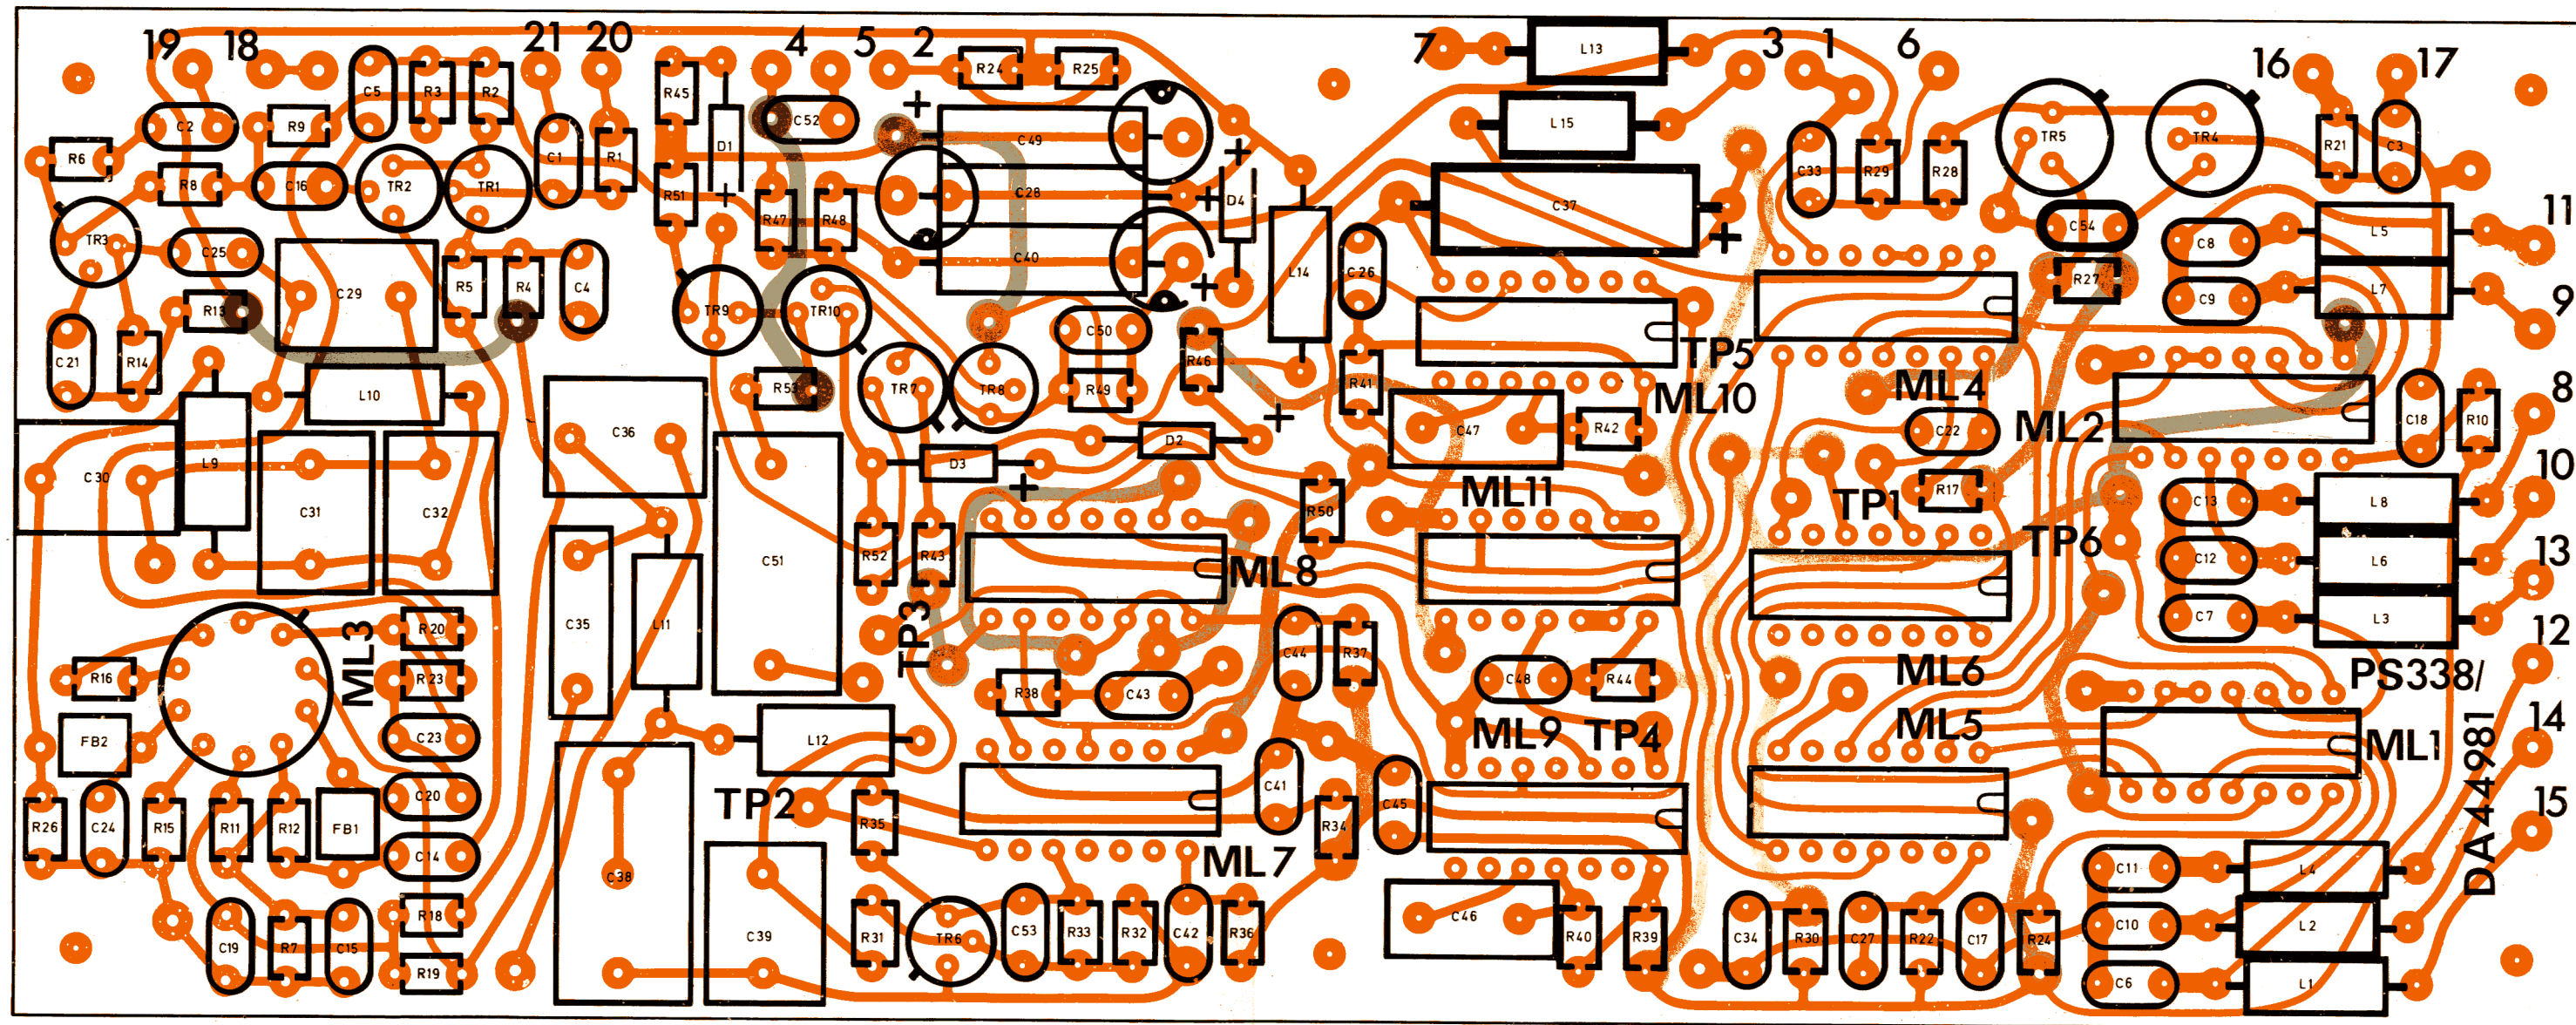 19 18 21 20 4 5 2 7 3 1 6 16 17
L13
R24 R25
C5 R3 R2 R45
C2 R9 C52 L15
C49
R6 C1 R1 D1 C33 R29 R28 TR5 TR4 R21 C3
R8 C16 TR2 TR1 R51 C28 D4 C37 11
TR3 R47 R48 C54 C8 L5
C25 C40 L14 C26
R5 R4 C4 R27 C9 L7 9
C29
R13 TR9 TR10 C50
C21 R14 R46 TP5
R53 TR7 TR8 R49 R41 ML10 ML4 8
L10
C36 D2 C47 R42 C22 ML2 C18 R10
C30 L9 D3 10
ML11 R17 TP1 C13 L8
C31 C32 R50
TP6 13
C51 R52 R43 ML8 C12 L6
TP3
ML3 R20 C35 L11 C44 R37 C7 L3 12
R16 R23 R38 C43 C48 R44 ML6 PS338/
C23 FB2 L12 ML9 TP4 ML5 ML1 14
DA44981
C20 TP2 C41 C45 15
R26 C24 R15 R11 R12 FB1 R35 R34
C14 C38 ML7 C11 L4
R18 C46
C19 R7 C15 C39 R31 TR6 C53 R33 R32 C42 R36 R40 R39 C34 R30 C27 R22 C17 R24 C10 L2
R19 C6 L1
+ + + + + + + +